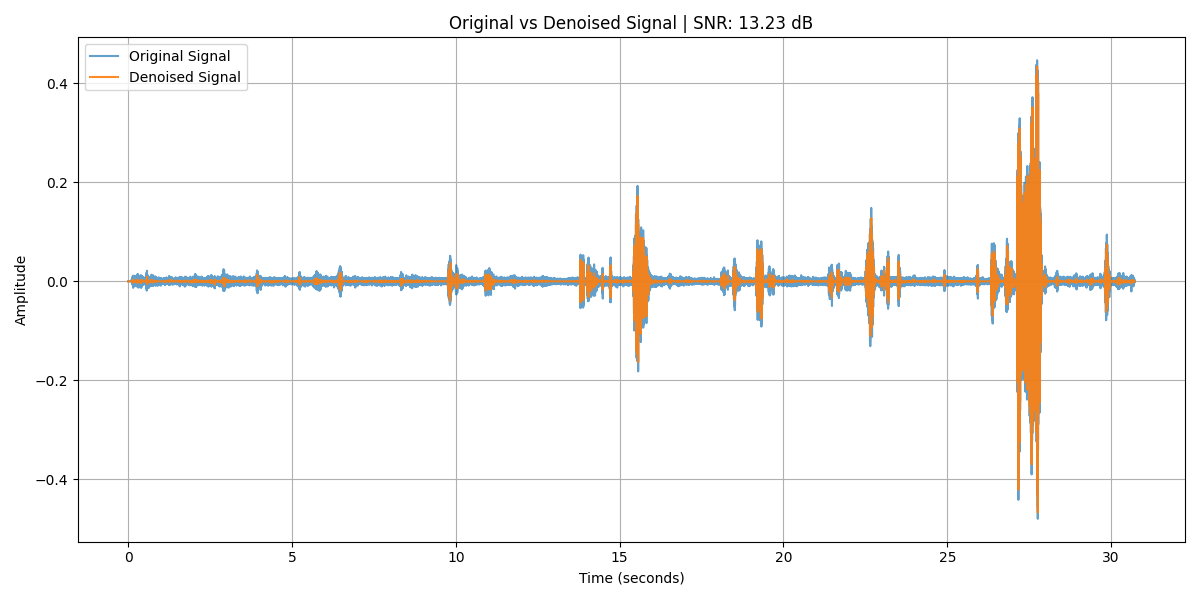 Original vs Denoised Signal | SNR: 13.23 dB
Original Signal
Denoised Signal
Amplitude
0.4
0.2
0.0
−0.2
−0.4
0 5 10 15 20 25 30
Time (seconds)